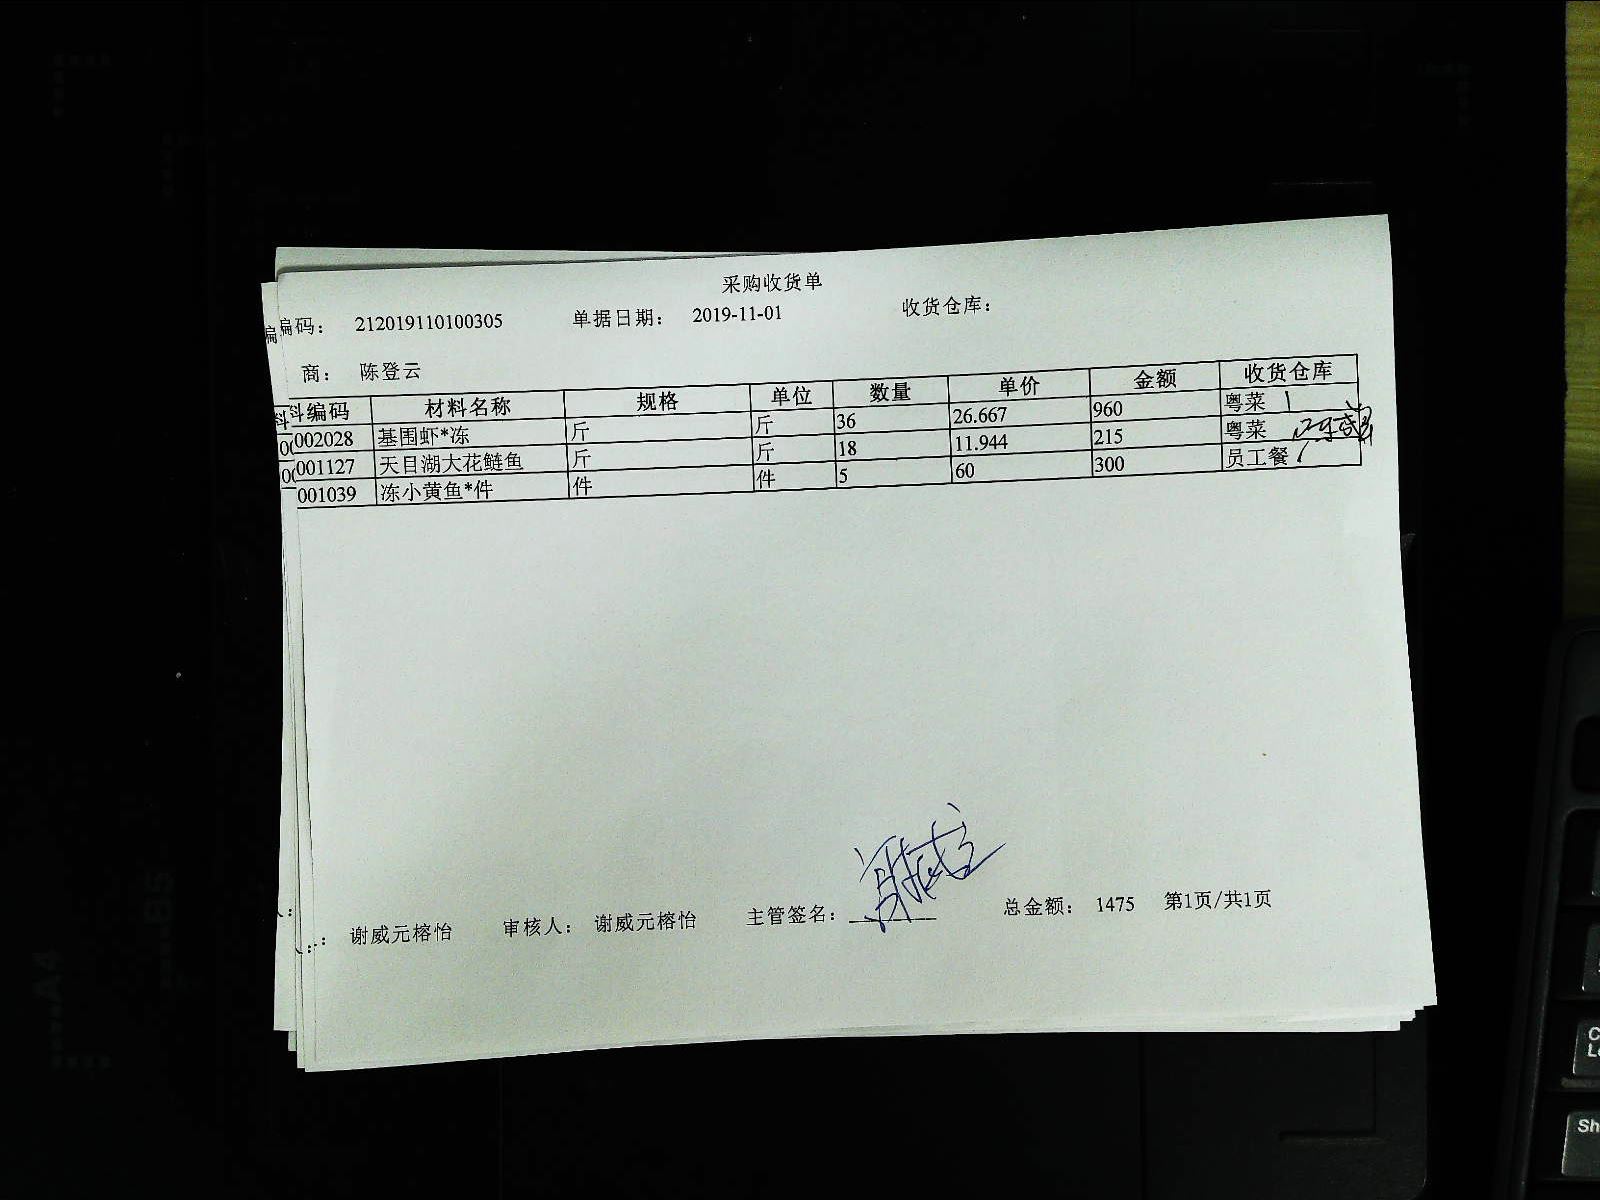 采购收货单
编码： 212019110100305 单据日期： 2019-11-01 收货仓库：
商： 陈登云
料编码 材料名称 规格 单位 数量 单价 金额 收货仓库
002028 基围虾*冻 斤 斤 36 26.667 960 粤菜
001127 天目湖大花鲢鱼 斤 斤 18 11.944 215 粤菜
001039 冻小黄鱼*件 件 件 5 60 300 员工餐
谢威元榕怡 审核人： 谢威元榕怡 主管签名： 总金额： 1475 第1页/共1页
A4
B5
Sh